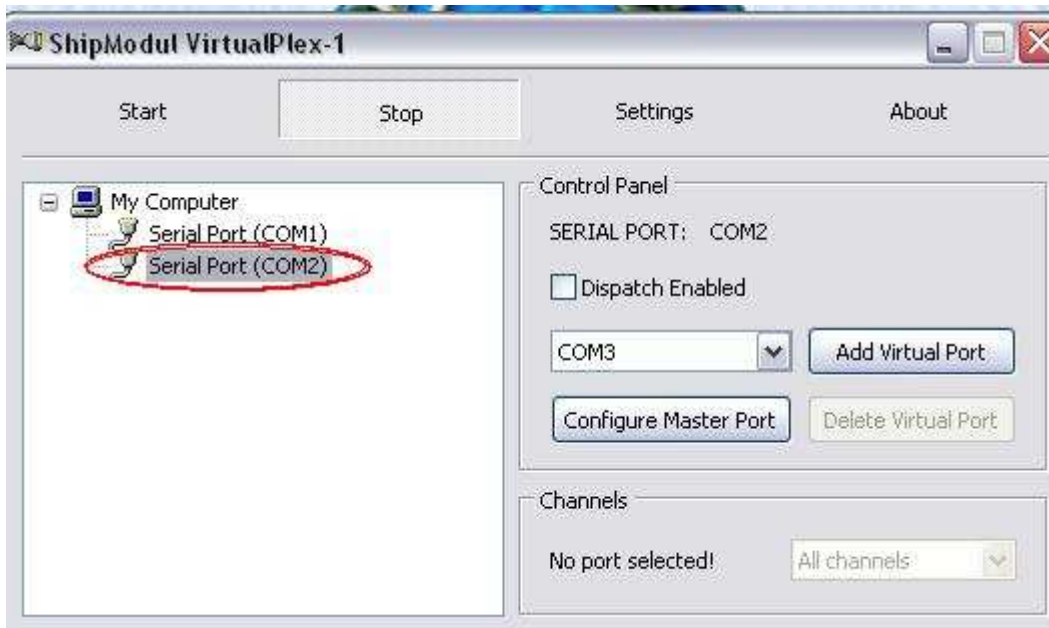 ShipModul VirtualPlex-1
Start Stop Settings About
My Computer
Serial Port (COM1)
Serial Port (COM2)
Control Panel
SERIAL PORT: COM2
Dispatch Enabled
COM3 Add Virtual Port
Configure Master Port Delete Virtual Port
Channels
No port selected! All channels